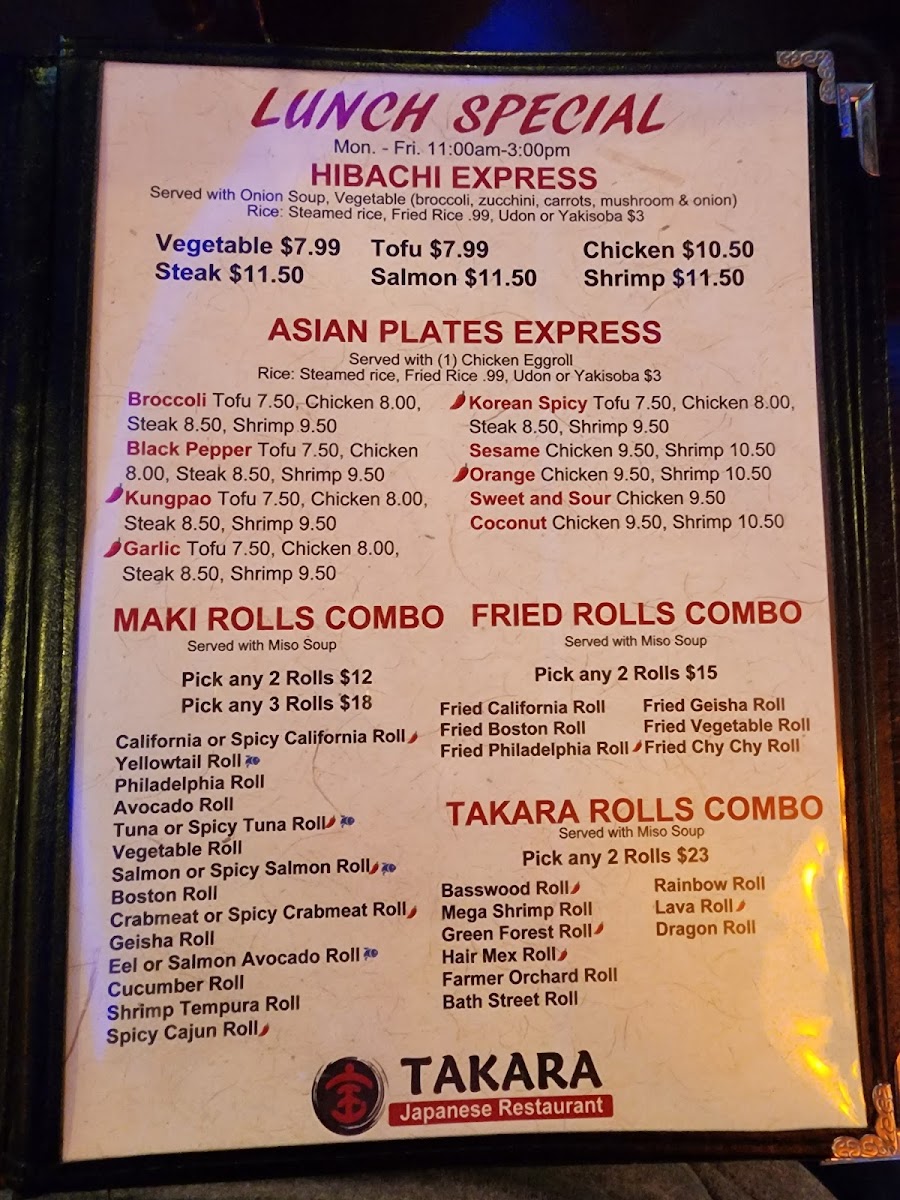 LUNCH SPECIAL
Mon. - Fri. 11:00am-3:00pm
HIBACHI EXPRESS
Served with Onion Soup, Vegetable (broccoli, zucchini, carrots, mushroom & onion)
Rice: Steamed rice, Fried Rice .99, Udon or Yakisoba $3
Vegetable $7.99 Tofu $7.99 Chicken $10.50
Steak $11.50 Salmon $11.50 Shrimp $11.50
ASIAN PLATES EXPRESS
Served with (1) Chicken Eggroll
Rice: Steamed rice, Fried Rice .99, Udon or Yakisoba $3
Broccoli Tofu 7.50, Chicken 8.00,
Steak 8.50, Shrimp 9.50
Black Pepper Tofu 7.50, Chicken
8.00, Steak 8.50, Shrimp 9.50
Kungpao Tofu 7.50, Chicken 8.00,
Steak 8.50, Shrimp 9.50
Garlic Tofu 7.50, Chicken 8.00,
Steak 8.50, Shrimp 9.50
Korean Spicy Tofu 7.50, Chicken 8.00,
Steak 8.50, Shrimp 9.50
Sesame Chicken 9.50, Shrimp 10.50
Orange Chicken 9.50, Shrimp 10.50
Sweet and Sour Chicken 9.50
Coconut Chicken 9.50, Shrimp 10.50
MAKI ROLLS COMBO
Served with Miso Soup
Pick any 2 Rolls $12
Pick any 3 Rolls $18
California or Spicy California Roll
Yellowtail Roll
Philadelphia Roll
Avocado Roll
Tuna or Spicy Tuna Roll
Vegetable Roll
Salmon or Spicy Salmon Roll
Boston Roll
Crabmeat or Spicy Crabmeat Roll
Geisha Roll
Eel or Salmon Avocado Roll
Cucumber Roll
Shrimp Tempura Roll
Spicy Cajun Roll
FRIED ROLLS COMBO
Served with Miso Soup
Pick any 2 Rolls $15
Fried California Roll
Fried Boston Roll
Fried Philadelphia Roll
Fried Geisha Roll
Fried Vegetable Roll
Fried Chy Chy Roll
TAKARA ROLLS COMBO
Served with Miso Soup
Pick any 2 Rolls $23
Basswood Roll
Mega Shrimp Roll
Green Forest Roll
Hair Mex Roll
Farmer Orchard Roll
Bath Street Roll
Rainbow Roll
Lava Roll
Dragon Roll
TAKARA
Japanese Restaurant